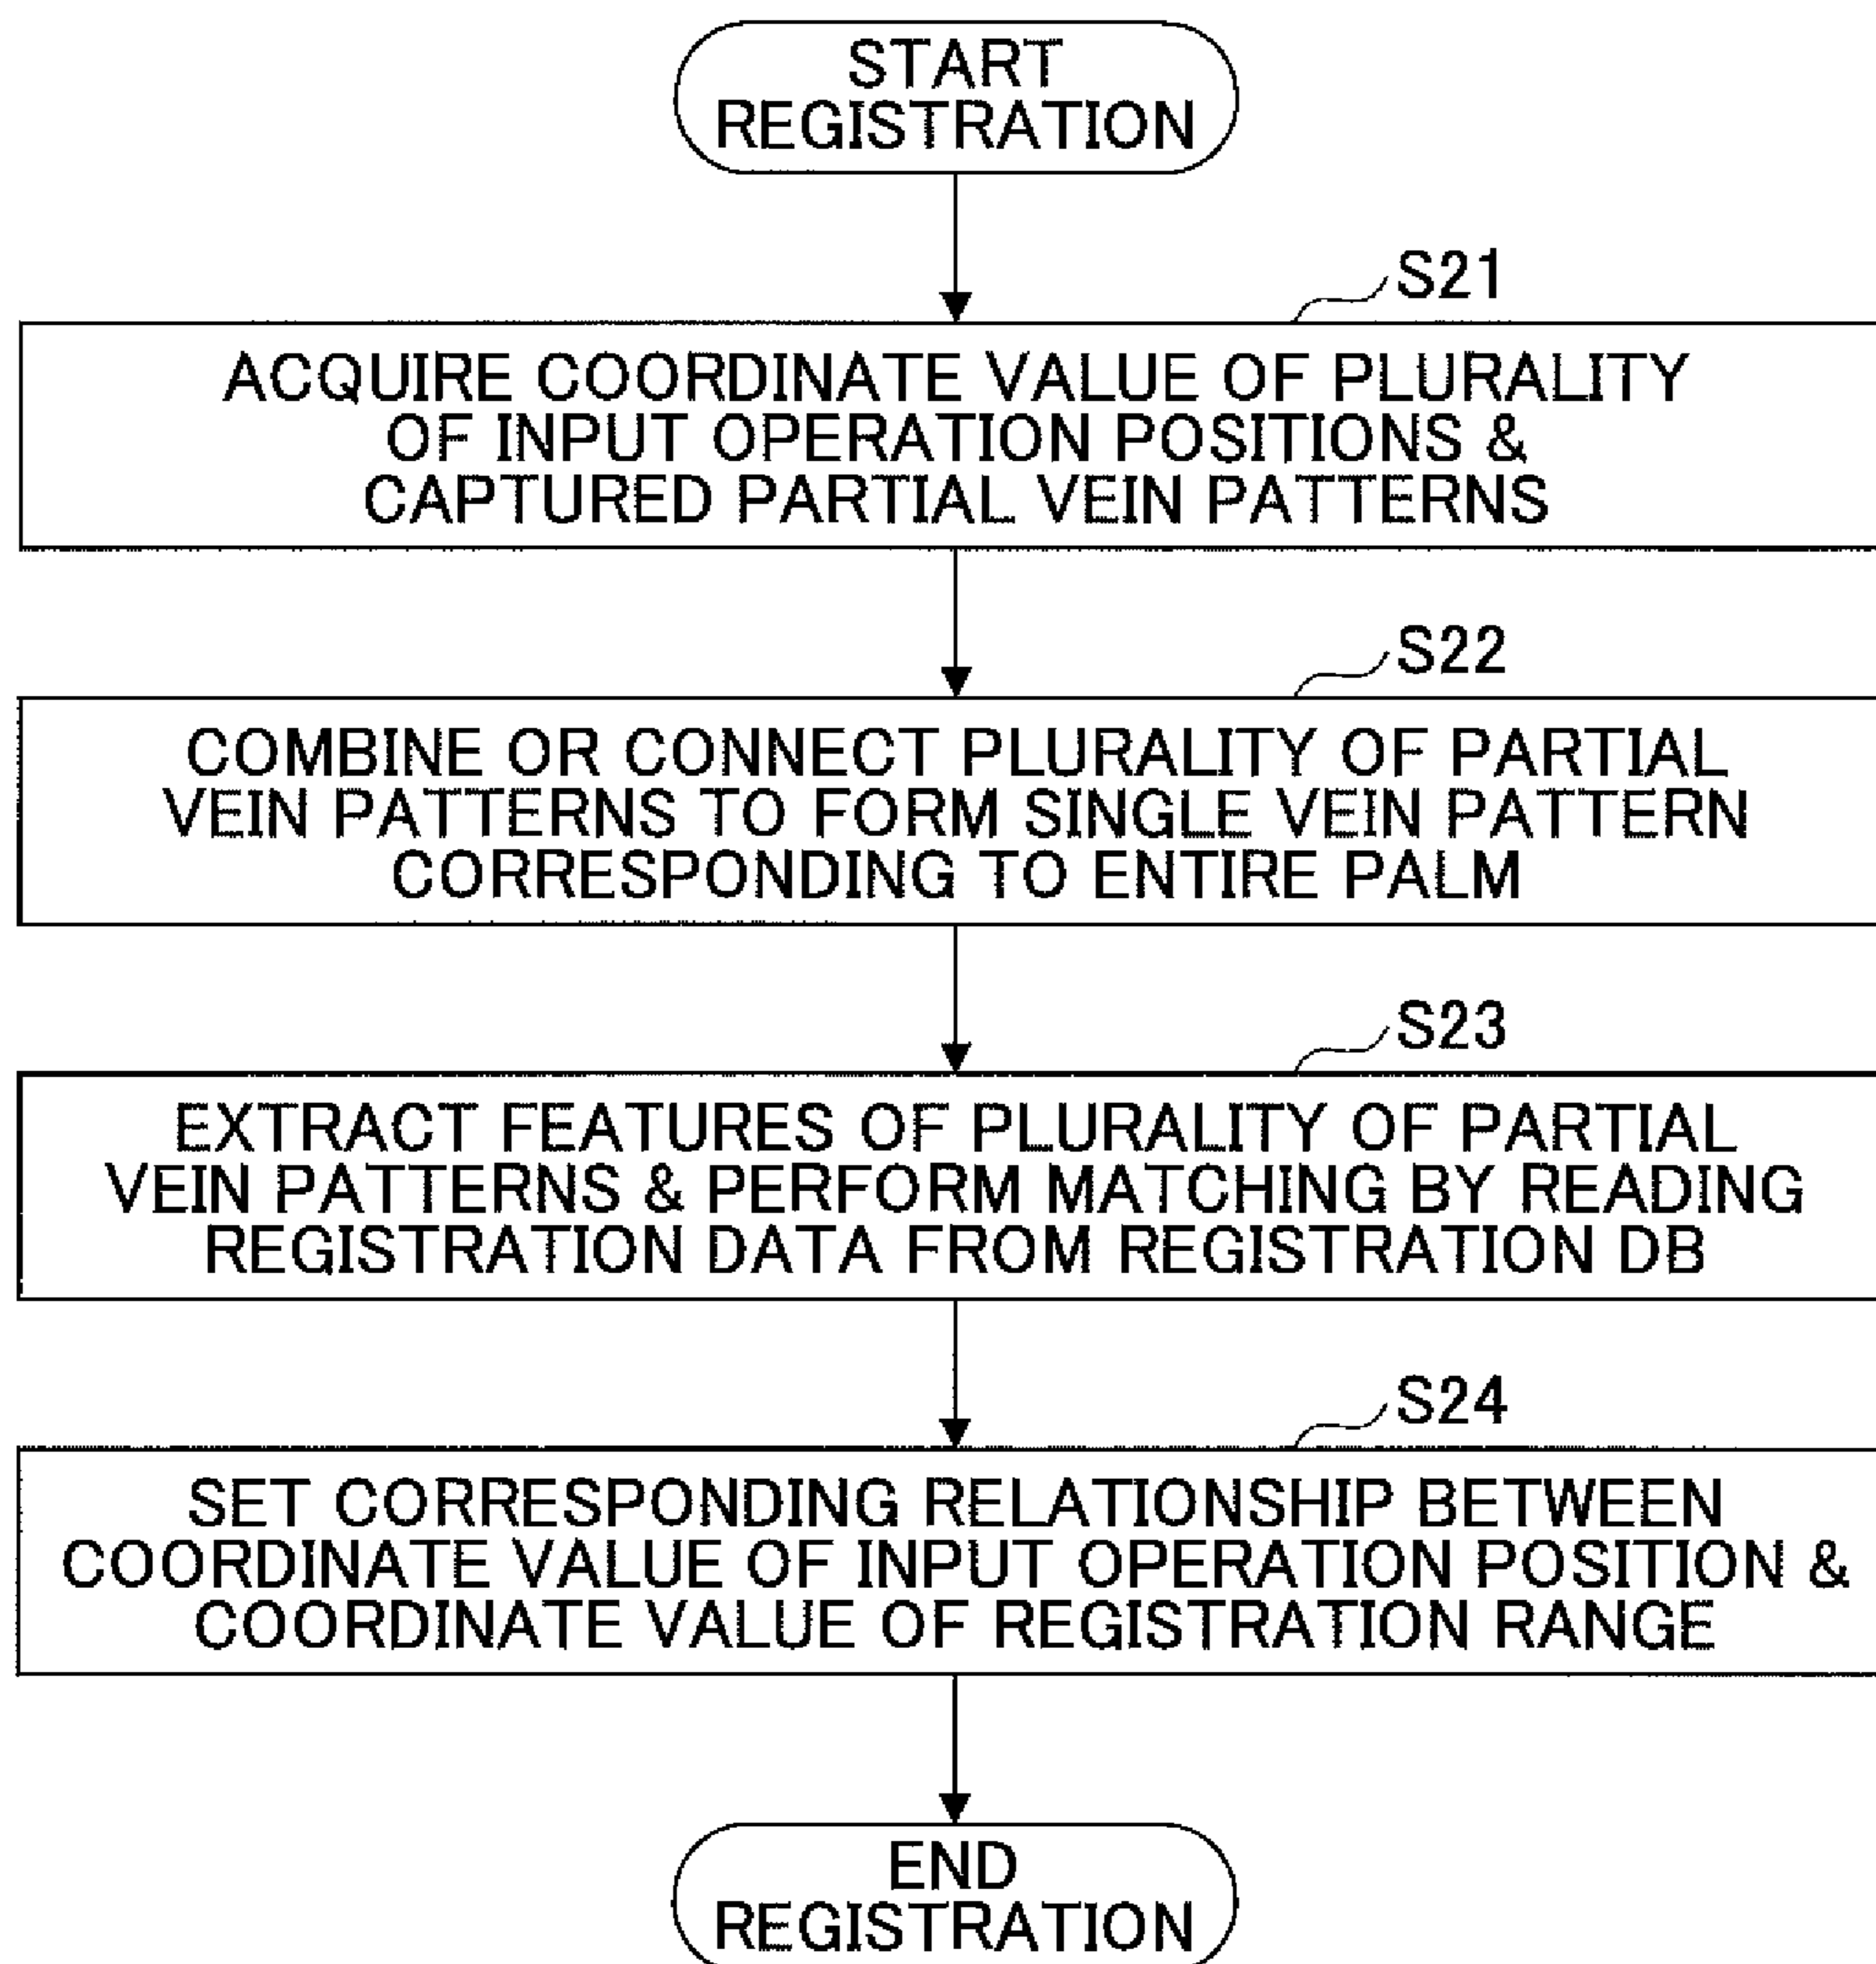 START
REGISTRATION
S21
ACQUIRE COORDINATE VALUE OF PLURALITY
OF INPUT OPERATION POSITIONS &
CAPTURED PARTIAL VEIN PATTERNS
S22
COMBINE OR CONNECT PLURALITY OF PARTIAL
VEIN PATTERNS TO FORM SINGLE VEIN PATTERN
CORRESPONDING TO ENTIRE PALM
S23
EXTRACT FEATURES OF PLURALITY OF PARTIAL
VEIN PATTERNS & PERFORM MATCHING BY READING
REGISTRATION DATA FROM REGISTRATION DB
S24
SET CORRESPONDING RELATIONSHIP BETWEEN
COORDINATE VALUE OF INPUT OPERATION POSITION &
COORDINATE VALUE OF REGISTRATION RANGE
END
REGISTRATION